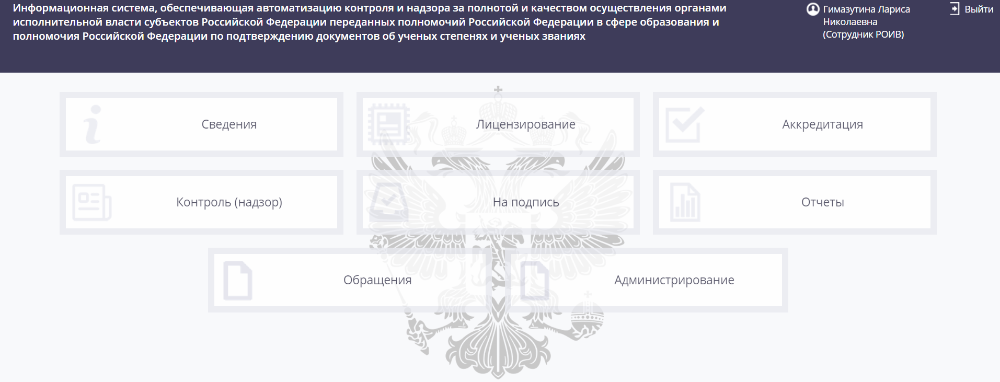 Информационная система, обеспечивающая автоматизацию контроля и надзора за полнотой и качеством осуществления органами
исполнительной власти субъектов Российской Федерации переданных полномочий Российской Федерации в сфере образования и
полномочия Российской Федерации по подтверждению документов об ученых степенях и ученых званиях
Гимазутина Лариса
Николаевна
(Сотрудник РОИВ)
Выйти
Сведения
Лицензирование
Аккредитация
Контроль (надзор)
На подпись
Отчеты
Обращения
Администрирование